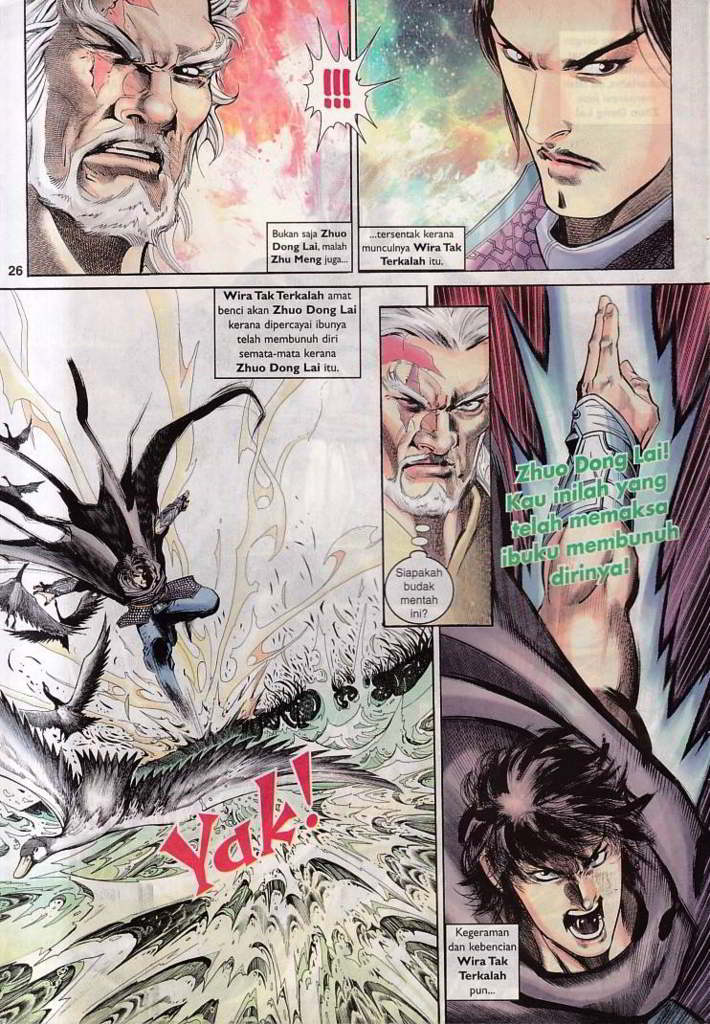 !!!
Bukan saja Zhuo
Dong Lai, malah
Zhu Meng juga...
...tersentak kerana
munculnya Wira Tak
Terkalah itu.
26
Wira Tak Terkalah amat
benci akan Zhuo Dong Lai
kerana dipercayai ibunya
telah membunuh diri
semata-mata kerana
Zhuo Dong Lai itu.
Siapakah
budak
mentah
ini?
Zhuo Dong Lai!
Kau inilah yang
telah memaksa
ibuku membunuh
dirinya!
Yak!
Kegeraman
dan kebencian
Wira Tak
Terkalah
pun...